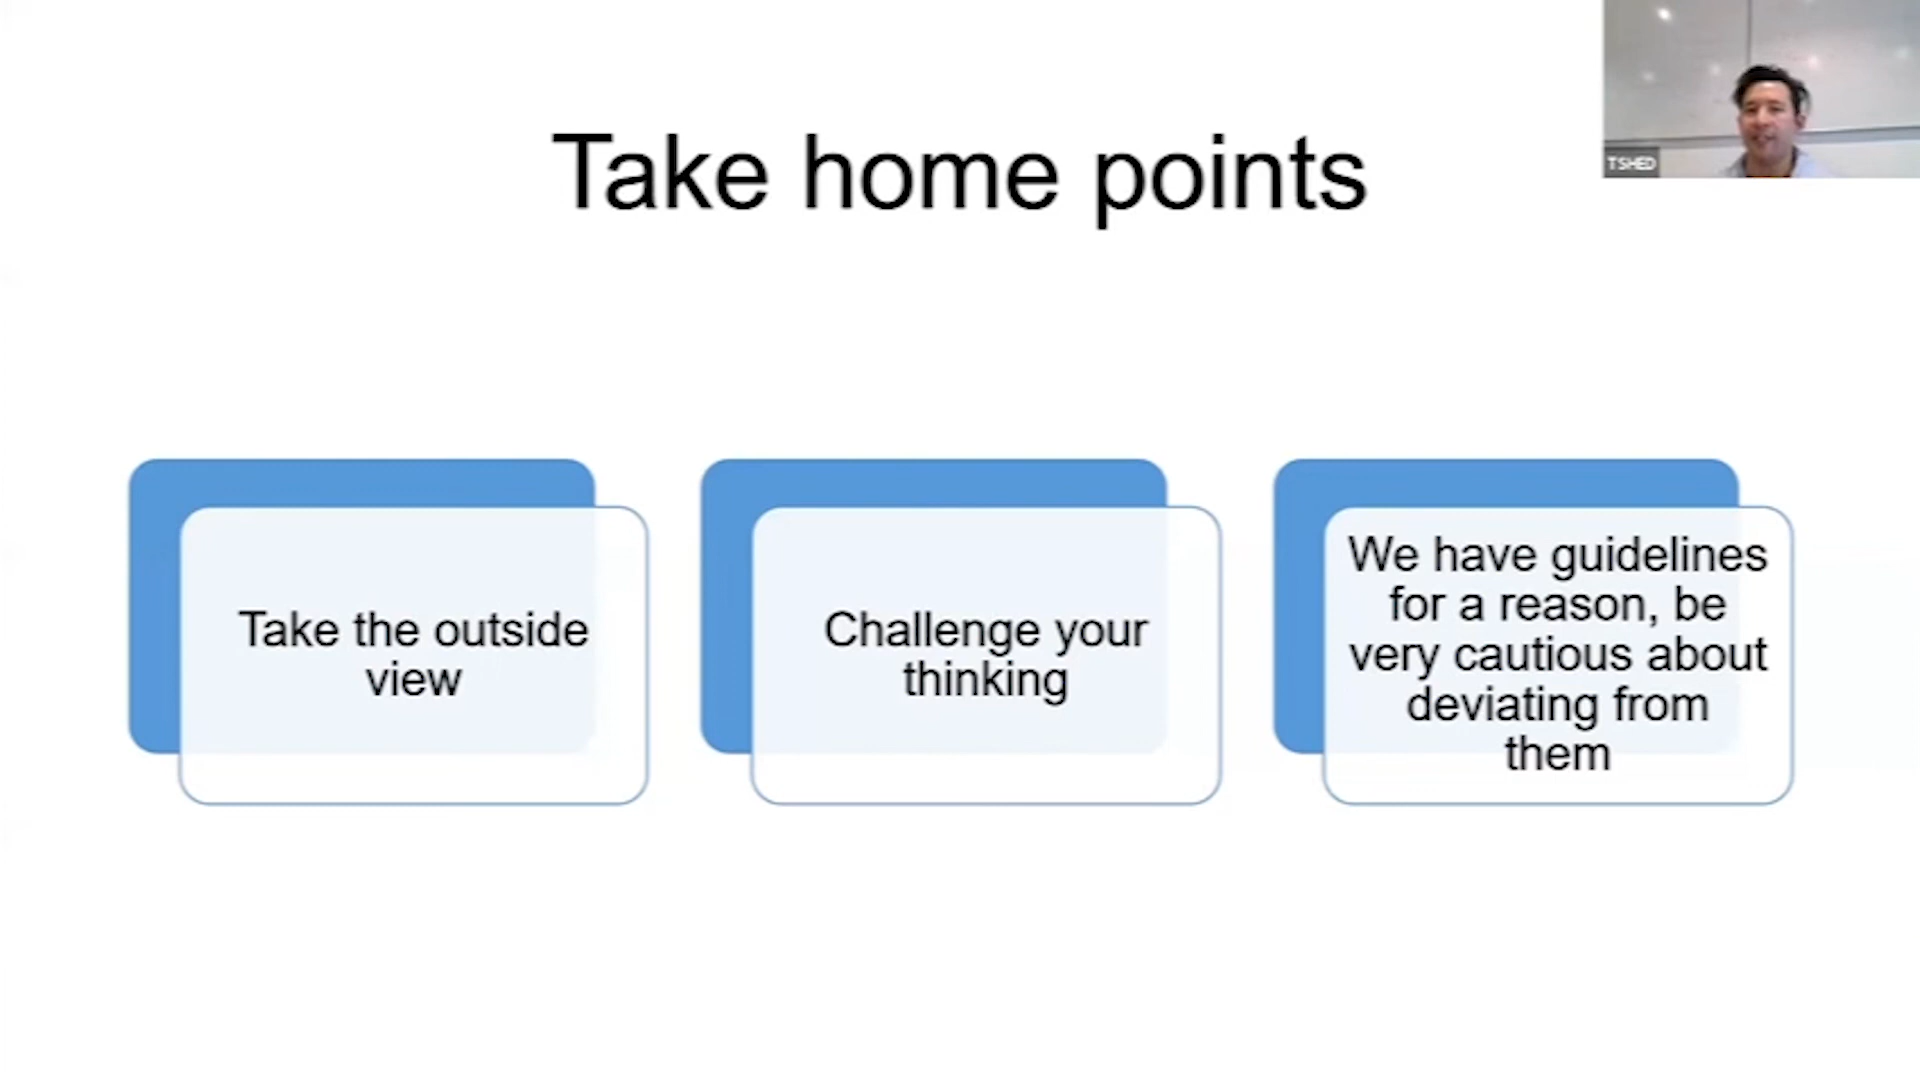 TSHED
Take home points
Take the outside
view
Challenge your
thinking
We have guidelines
for a reason, be
very cautious about
deviating from
them